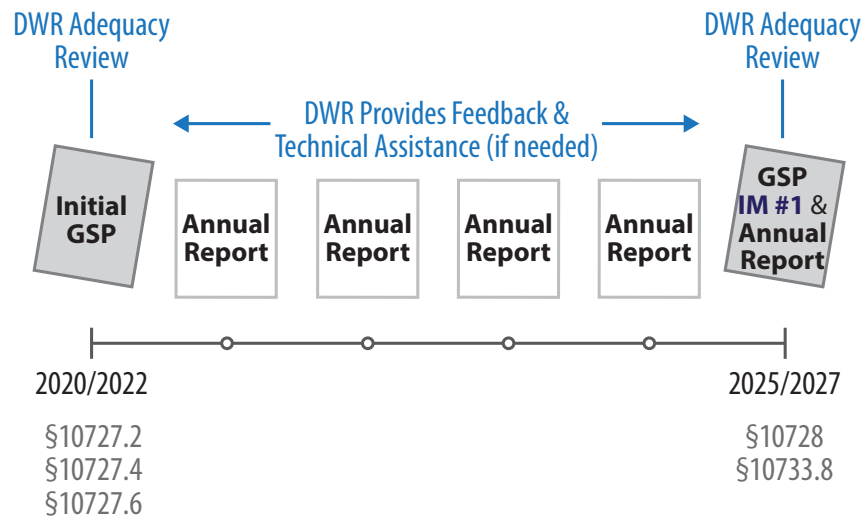 DWR Adequacy
Review
DWR Adequacy
Review
DWR Provides Feedback &
Technical Assistance (if needed)
Initial
GSP
Annual
Report
Annual
Report
Annual
Report
Annual
Report
GSP
IM #1 &
Annual
Report
2020/2022
2025/2027
§10727.2
§10727.4
§10727.6
§10728
§10733.8